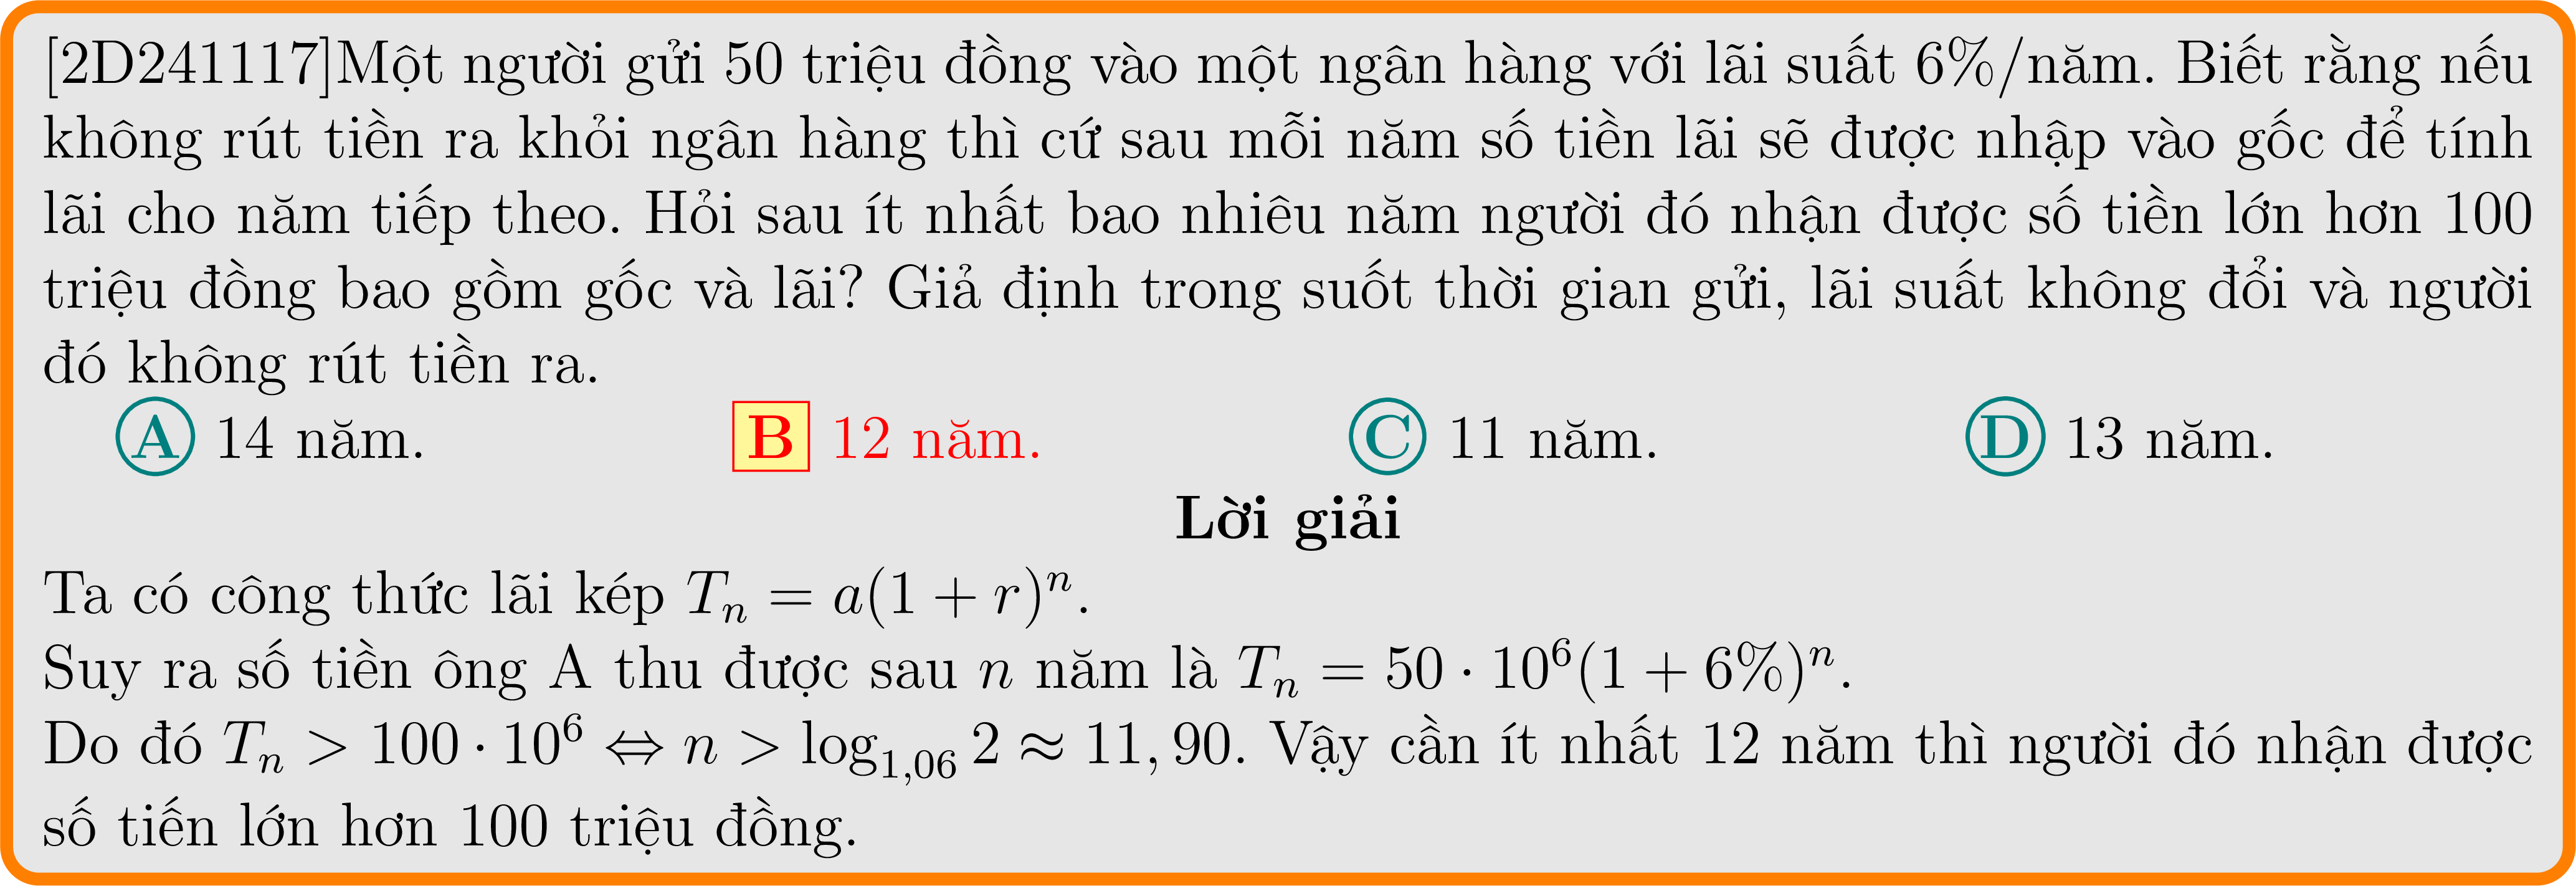 [2D241117]Một người gửi 50 triệu đồng vào một ngân hàng với lãi suất 6%/năm. Biết rằng nếu
không rút tiền ra khỏi ngân hàng thì cứ sau mỗi năm số tiền lãi sẽ được nhập vào gốc để tính
lãi cho năm tiếp theo. Hỏi sau ít nhất bao nhiêu năm người đó nhận được số tiền lớn hơn 100
triệu đồng bao gồm gốc và lãi? Giả định trong suốt thời gian gửi, lãi suất không đổi và người
đó không rút tiền ra.
A 14 năm. B 12 năm. C 11 năm. D 13 năm.
Lời giải
Ta có công thức lãi kép $T_n = a(1 + r)^n$.
Suy ra số tiền ông A thu được sau $n$ năm là $T_n = 50 \cdot 10^6(1 + 6\%)^n$.
Do đó $T_n > 100 \cdot 10^6 \Leftrightarrow n > \log_{1,06} 2 \approx 11,90$. Vậy cần ít nhất 12 năm thì người đó nhận được
số tiến lớn hơn 100 triệu đồng.